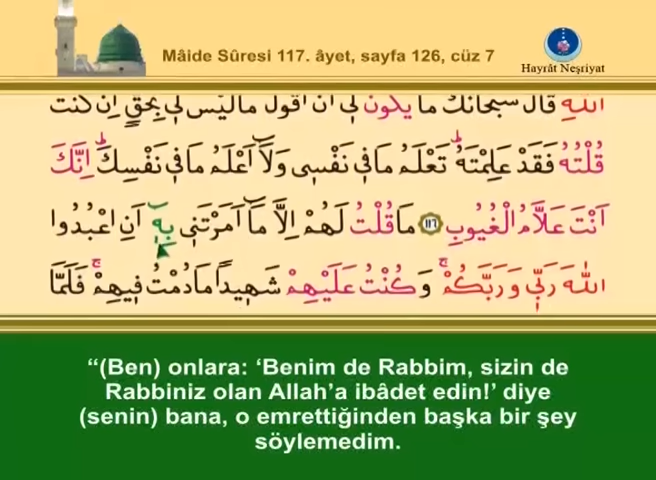 Mâide Sûresi 117. âyet, sayfa 126, cüz 7
Hayrât Neşriyat
اللّٰهِ قَالَ سُبْحَانَكَ مَا يَكُونُ لِي اَنْ اَقُولَ مَا لَيْسَ لِي بِحَقٍّ اِنْ كُنْتُ
قُلْتُهُ فَقَدْ عَلِمْتَهُ ۜ تَعْلَمُ مَا فِي نَفْسِي وَلَٓا اَعْلَمُ مَا فِي نَفْسِكَ ۜ اِنَّكَ
اَنْتَ عَلَّامُ الْغُيُوبِ ١١٦ مَا قُلْتُ لَهُمْ اِلَّا مَٓا اَمَرْتَنِي بِهِٓ اَنِ اعْبُدُوا
اللّٰهَ رَبِّي وَرَبَّكُمْ ۚ وَكُنْتُ عَلَيْهِمْ شَهِيدًا مَا دُمْتُ فِيهِمْ ۚ فَلَمَّا
“(Ben) onlara: ‘Benim de Rabbim, sizin de
Rabbiniz olan Allah’a ibâdet edin!’ diye
(senin) bana, o emrettiğinden başka bir şey
söylemedim.